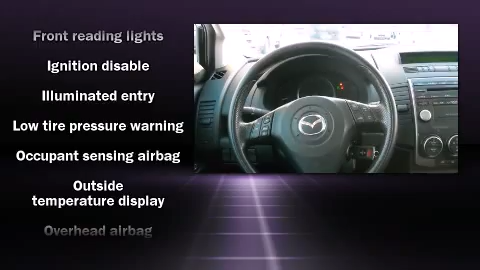 Front reading lights
Ignition disable
Illuminated entry
Low tire pressure warning
Occupant sensing airbag
Outside
temperature display
Overhead airbag